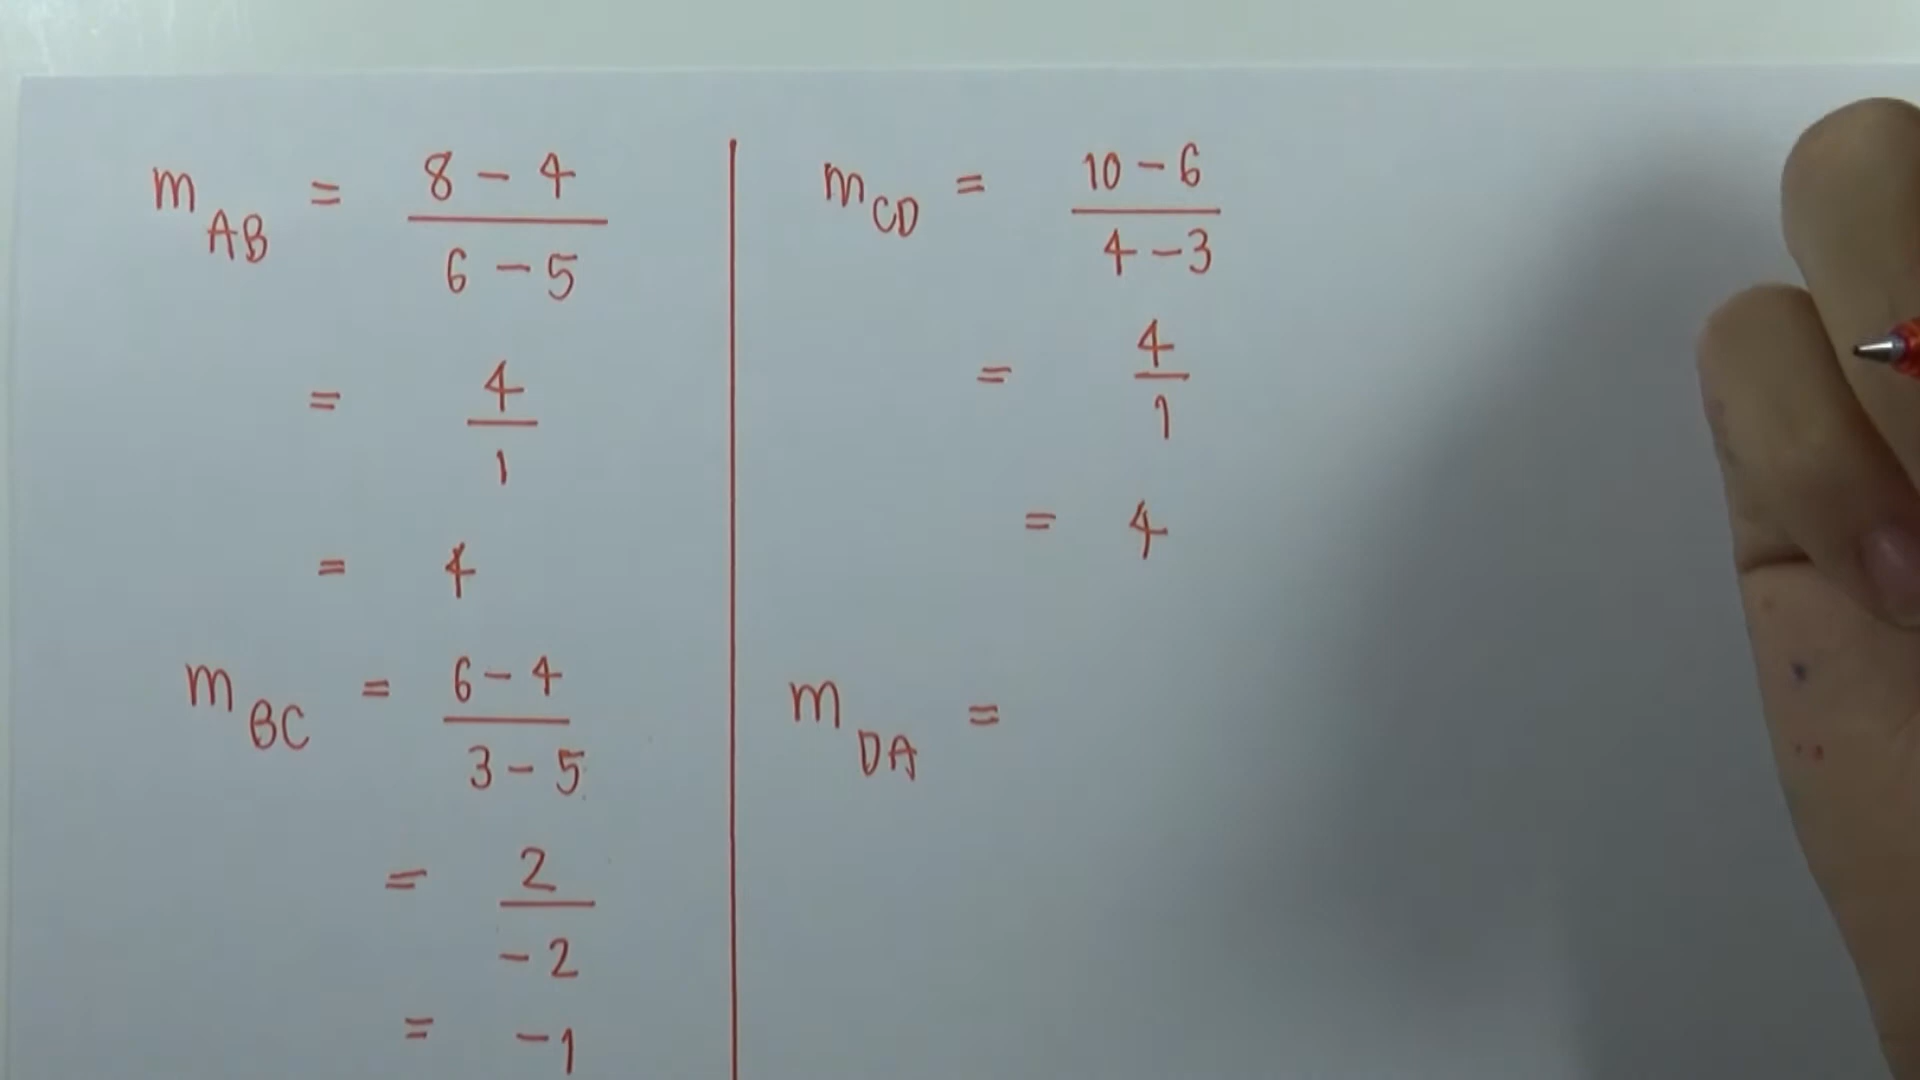 m_AB = (8 - 4)/(6 - 5)
= 4/1
= 4
m_BC = (6 - 4)/(3 - 5)
= 2/-2
= -1
m_CD = (10 - 6)/(4 - 3)
= 4/1
= 4
m_DA =